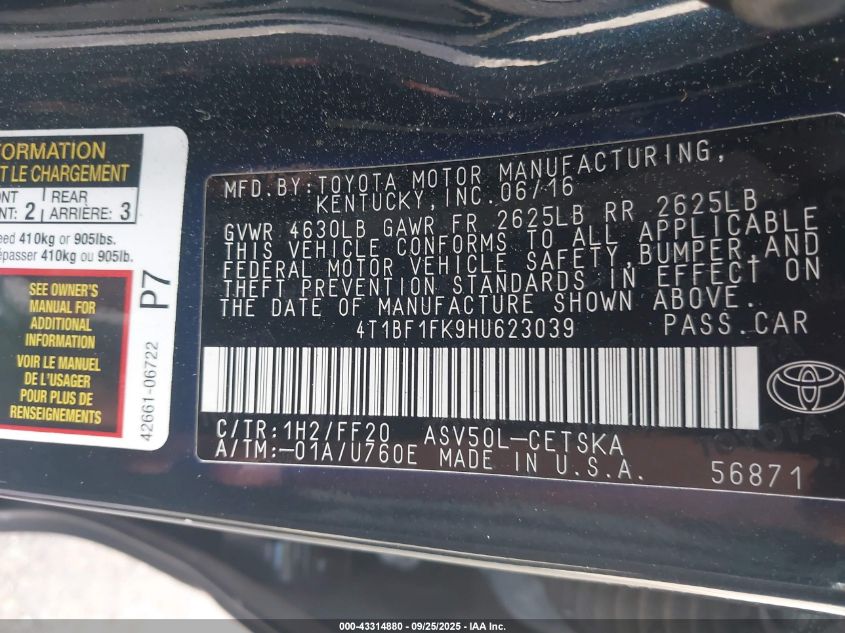 FORMATION
T LE CHARGEMENT
NT: 2 REAR
ARRIÈRE: 3
eed 410kg or 905lbs.
épasser 410kg ou 905lb.
SEE OWNER'S
MANUAL FOR
ADDITIONAL
INFORMATION
VOIR LE MANUEL
DE L'USAGER
POUR PLUS DE
RENSEIGNEMENTS
P7
42661-06722
MFD.BY:TOYOTA MOTOR MANUFACTURING,
KENTUCKY,INC.06/16
GVWR 4630LB GAWR FR 2625LB RR 2625LB
THIS VEHICLE CONFORMS TO ALL APPLICABLE
FEDERAL MOTOR VEHICLE SAFETY,BUMPER,AND
THEFT PREVENTION STANDARDS IN EFFECT ON
THE DATE OF MANUFACTURE SHOWN ABOVE.
4T1BF1FK9HU623039 PASS.CAR
C/TR:1H2/FF20 ASV50L-CETSKA
A/TM:-01A/U760E MADE IN U.S.A. 56871
TOYOTA
000-43314880 - 09/25/2025 - IAA Inc.